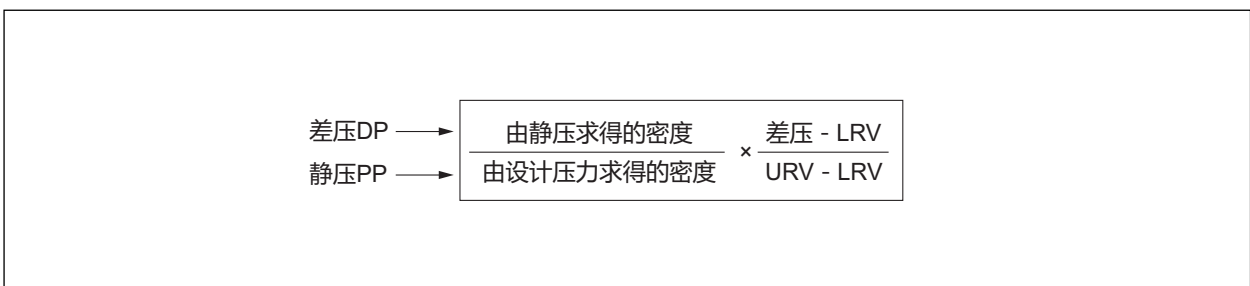 差压DP
静压PP
由静压求得的密度
由设计压力求得的密度
×
差压 - LRV
URV - LRV